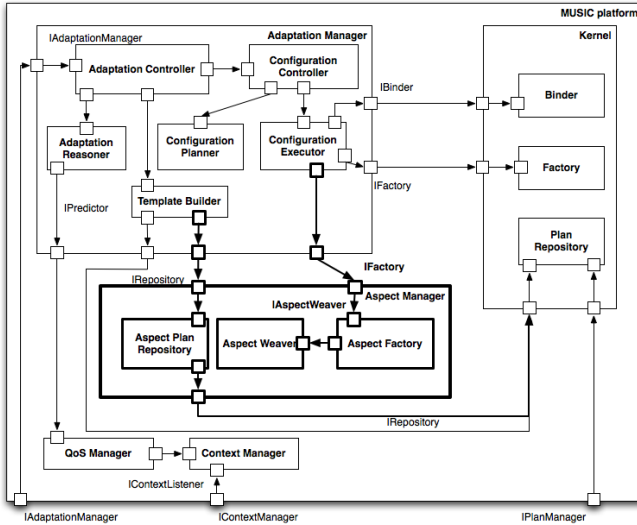 MUSIC platform
IAdaptationManager
Adaptation Manager
Kernel
Adaptation Controller
Configuration
Controller
IBinder
Binder
Adaptation
Reasoner
Configuration
Planner
Configuration
Executor
Factory
IFactory
IPredictor
Template Builder
Plan
Repository
IFactory
IRepository
Aspect Manager
IAspectWeaver
Aspect Plan
Repository
Aspect Weaver
Aspect Factory
IRepository
QoS Manager
Context Manager
IContextListener
IAdaptationManager
IContextManager
IPlanManager